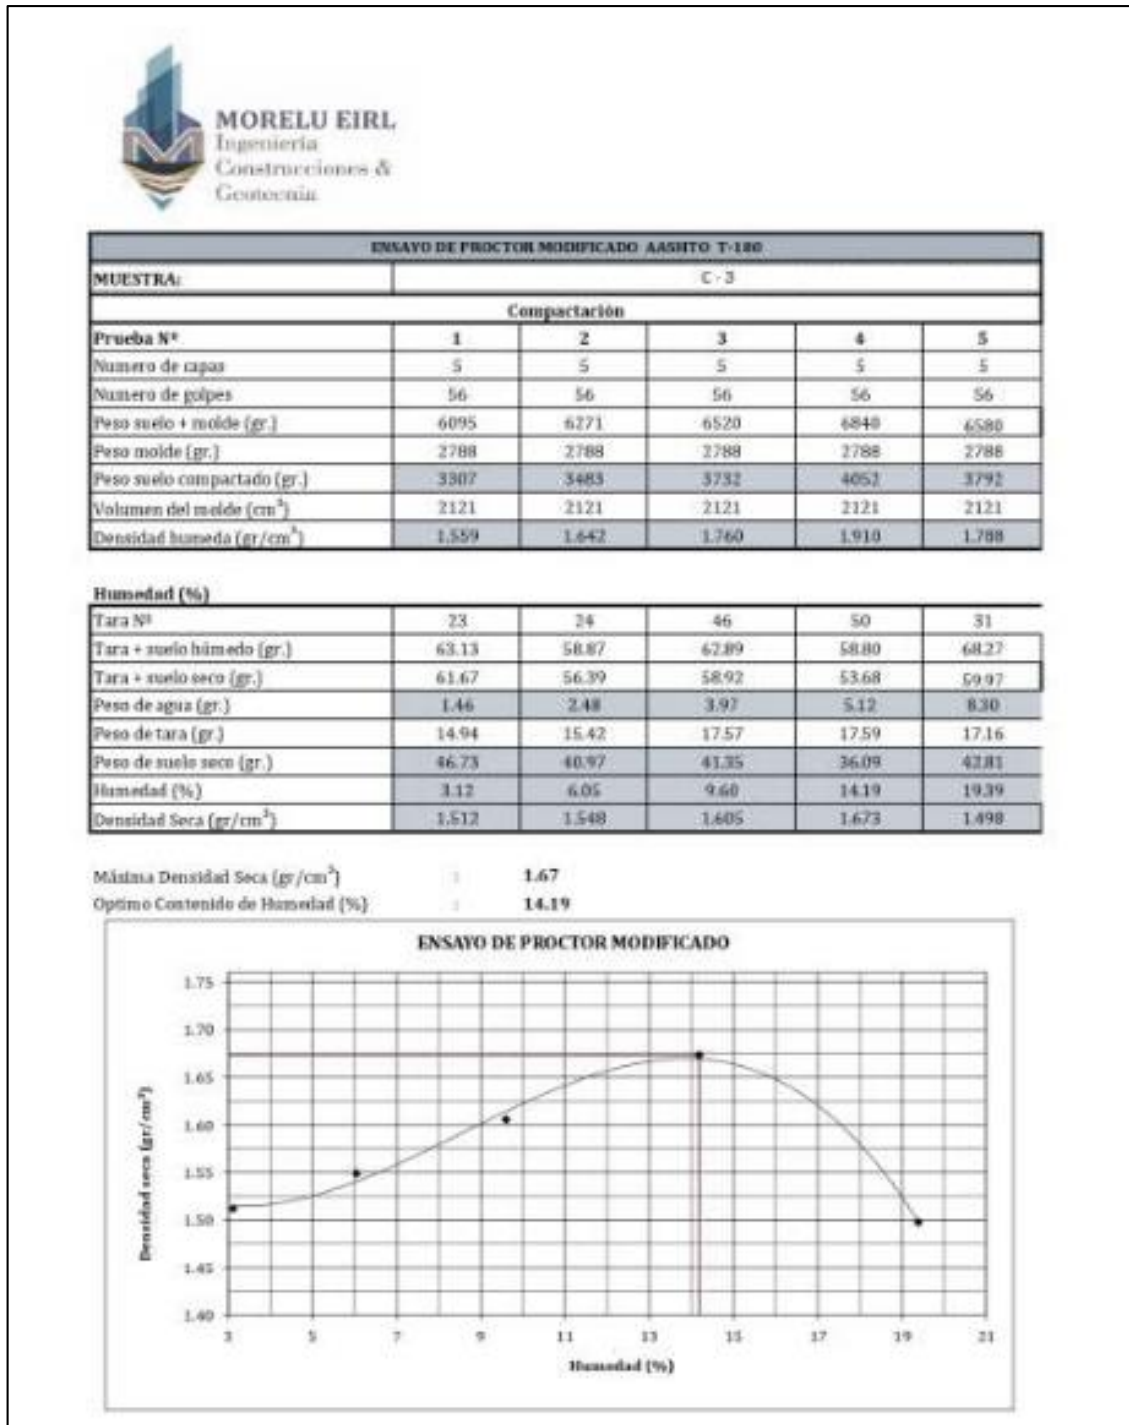 MORELU EIRL
Ingeniería
Construcciones &
Geotecnia
ENSAYO DE PROCTOR MODIFICADO AASHTO T-180
MUESTRA: C - 3
Compactación
Prueba Nº 1 2 3 4 5
Numero de capas 5 5 5 5 5
Numero de golpes 56 56 56 56 56
Peso suelo + molde (gr.) 6095 6271 6520 6840 6580
Peso molde (gr.) 2788 2788 2788 2788 2788
Peso suelo compactado (gr.) 3307 3483 3732 4052 3792
Volumen del molde (cm³) 2121 2121 2121 2121 2121
Densidad humeda (gr/cm³) 1.559 1.642 1.760 1.910 1.788
Humedad (%)
Tara Nº 23 24 46 50 31
Tara + suelo húmedo (gr.) 63.13 58.87 62.89 58.80 68.27
Tara + suelo seco (gr.) 61.67 56.39 58.92 53.68 59.97
Peso de agua (gr.) 1.46 2.48 3.97 5.12 8.30
Peso de tara (gr.) 14.94 15.42 17.57 17.59 17.16
Peso de suelo seco (gr.) 46.73 40.97 41.35 36.09 42.81
Humedad (%) 3.12 6.05 9.60 14.19 19.39
Densidad Seca (gr/cm³) 1.512 1.548 1.605 1.673 1.498
Máxima Densidad Seca (gr/cm³) : 1.67
Optimo Contenido de Humedad (%) : 14.19
ENSAYO DE PROCTOR MODIFICADO
Densidad seca (gr/cm³)
1.75
1.70
1.65
1.60
1.55
1.50
1.45
1.40
3 5 7 9 11 13 15 17 19 21
Humedad (%)